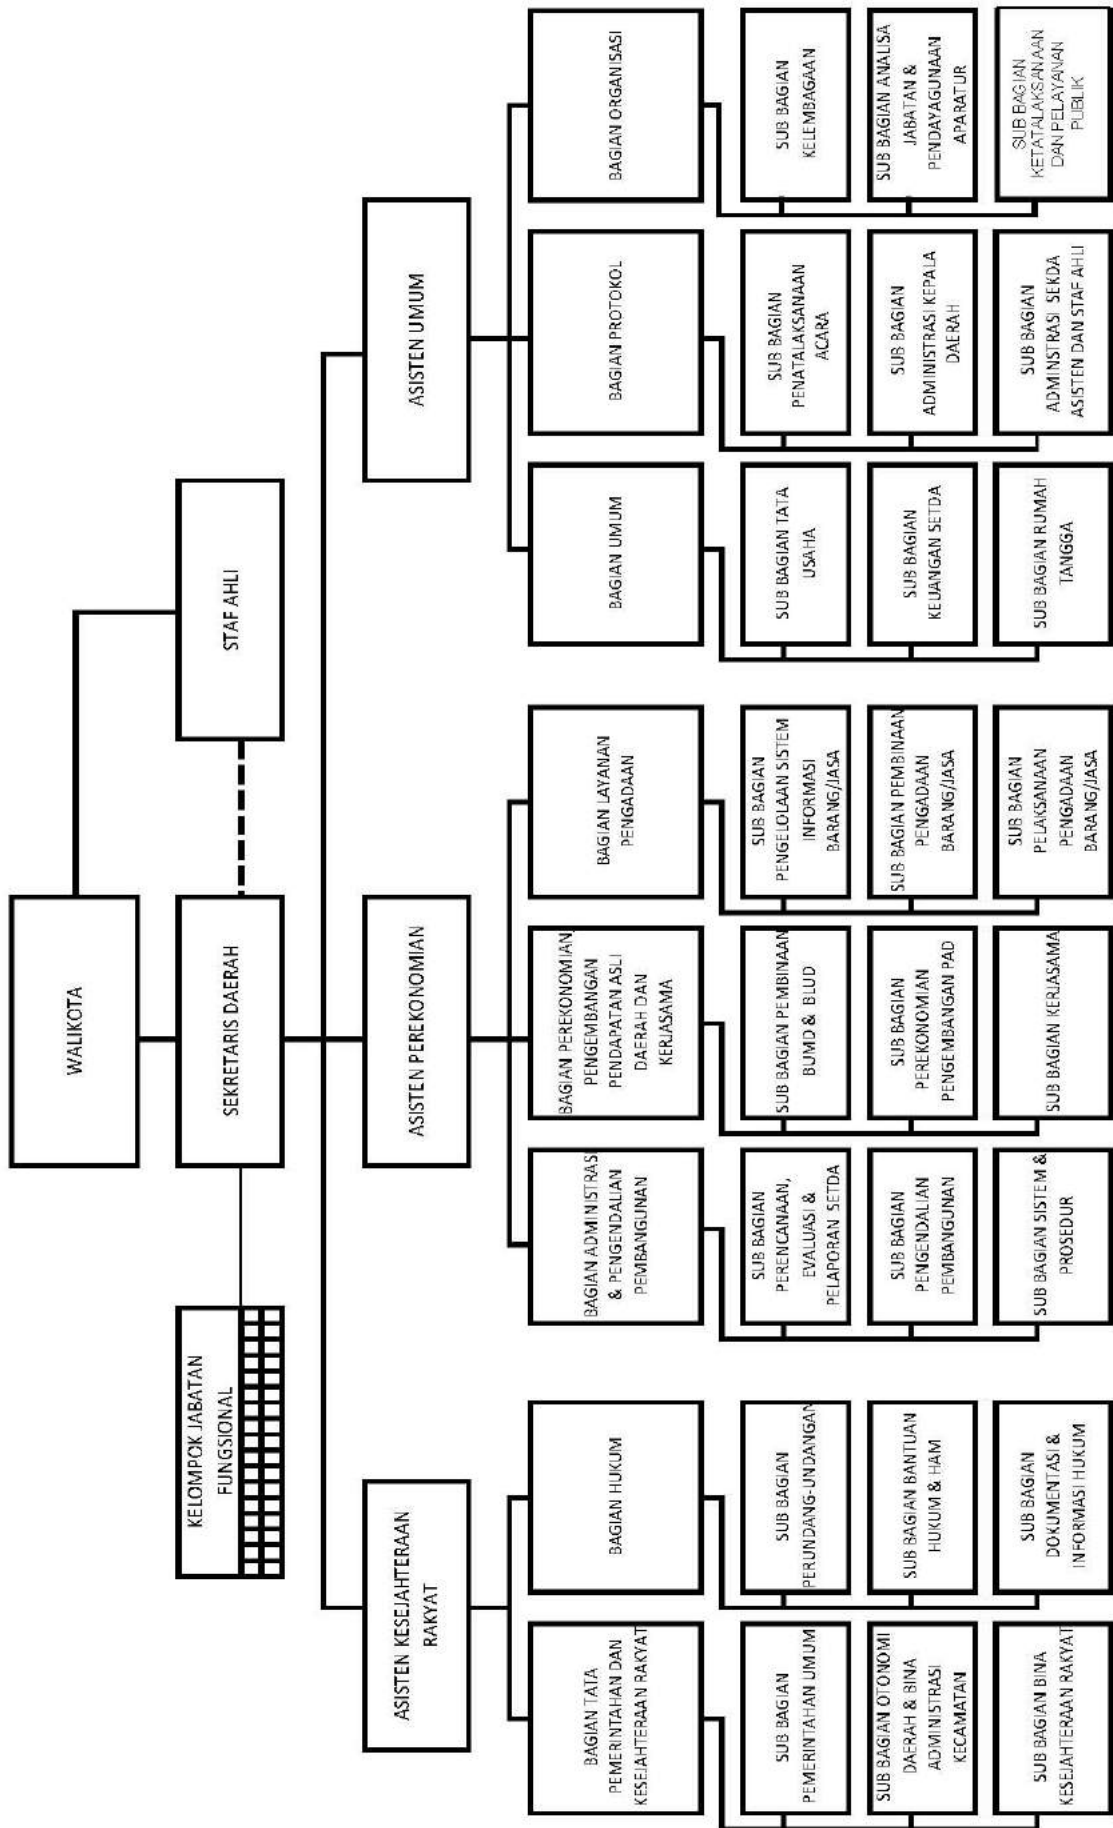 WALIKOTA
STAF AHLI
SEKRETARIS DAERAH
KELOMPOK JABATAN
FUNGSIONAL
ASISTEN KESEJAHTERAAN
RAKYAT
ASISTEN PEREKONOMIAN
ASISTEN UMUM
BAGIAN TATA
PEMERINTAHAN DAN
KESEJAHTERAAN RAKYAT
BAGIAN HUKUM
BAGIAN ADMINISTRASI
& PENGENDALIAN
PEMBANGUNAN
BAGIAN PEREKONOMIAN,
PENGEMBANGAN
PENDAPATAN ASLI
DAERAH DAN
KERJASAMA
BAGIAN LAYANAN
PENGADAAN
BAGIAN UMUM
BAGIAN PROTOKOL
BAGIAN ORGANISASI
SUB BAGIAN
PEMERINTAHAN UMUM
SUB BAGIAN
PERUNDANG-UNDANGAN
SUB BAGIAN
PERENCANAAN,
EVALUASI &
PELAPORAN SETDA
SUB BAGIAN PEMBINAAN
BUMD & BLUD
SUB BAGIAN
PENGELOLAAN SISTEM
INFORMASI
BARANG/JASA
SUB BAGIAN TATA
USAHA
SUB BAGIAN
PENATALAKSANAAN
ACARA
SUB BAGIAN
KELEMBAGAAN
SUB BAGIAN OTONOMI
DAERAH & BINA
ADMINISTRASI
KECAMATAN
SUB BAGIAN BANTUAN
HUKUM & HAM
SUB BAGIAN
PENGENDALIAN
PEMBANGUNAN
SUB BAGIAN
PEREKONOMIAN
PENGEMBANGAN PAD
SUB BAGIAN PEMBINAAN
PENGADAAN
BARANG/JASA
SUB BAGIAN
KEUANGAN SETDA
SUB BAGIAN
ADMINISTRASI KEPALA
DAERAH
SUB BAGIAN ANALISA
JABATAN &
PENDAYAGUNAAN
APARATUR
SUB BAGIAN BINA
KESEJAHTERAAN RAKYAT
SUB BAGIAN
DOKUMENTASI &
INFORMASI HUKUM
SUB BAGIAN SISTEM &
PROSEDUR
SUB BAGIAN KERJASAMA
SUB BAGIAN
PELAKSANAAN
PENGADAAN
BARANG/JASA
SUB BAGIAN RUMAH
TANGGA
SUB BAGIAN
ADMINSTRASI SEKDA
ASISTEN DAN STAF AHLI
SUB BAGIAN
KETATALAKSANAAN
DAN PELAYANAN
PUBLIK